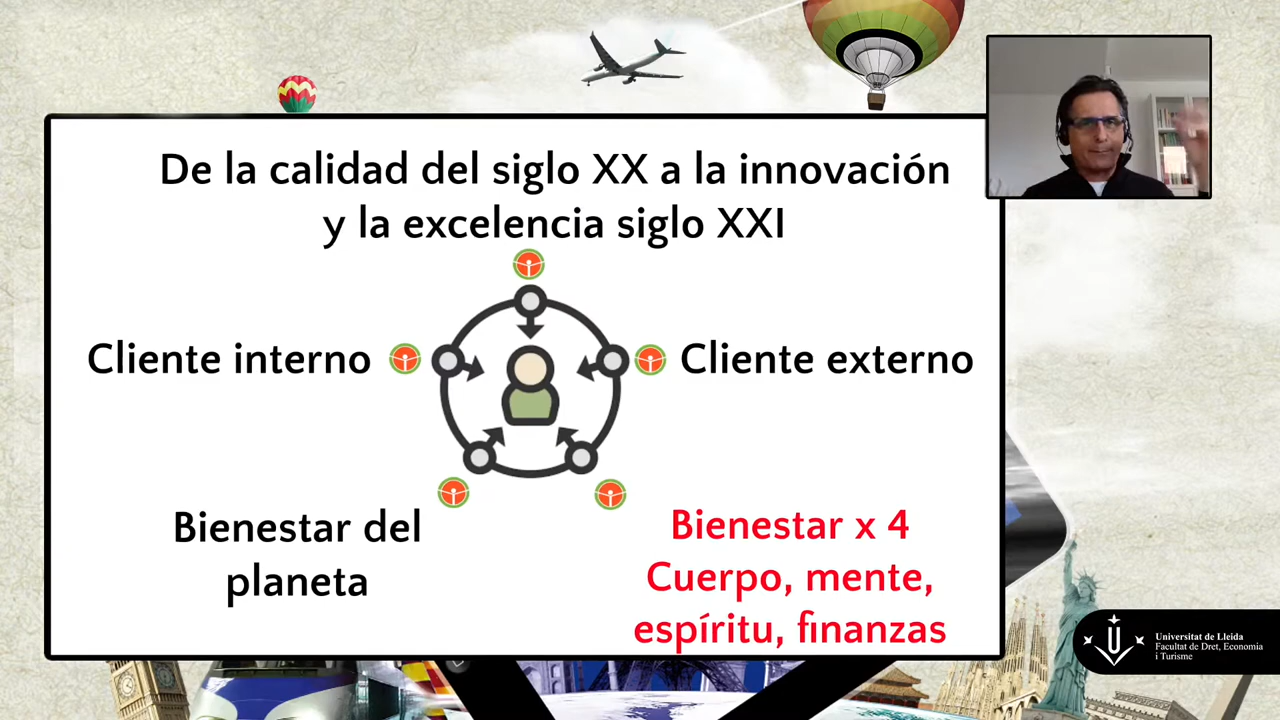 De la calidad del siglo XX a la innovación
y la excelencia siglo XXI
Cliente interno
Cliente externo
Bienestar del
planeta
Bienestar x 4
Cuerpo, mente,
espíritu, finanzas
Universitat de Lleida
Facultat de Dret, Economia
i Turisme